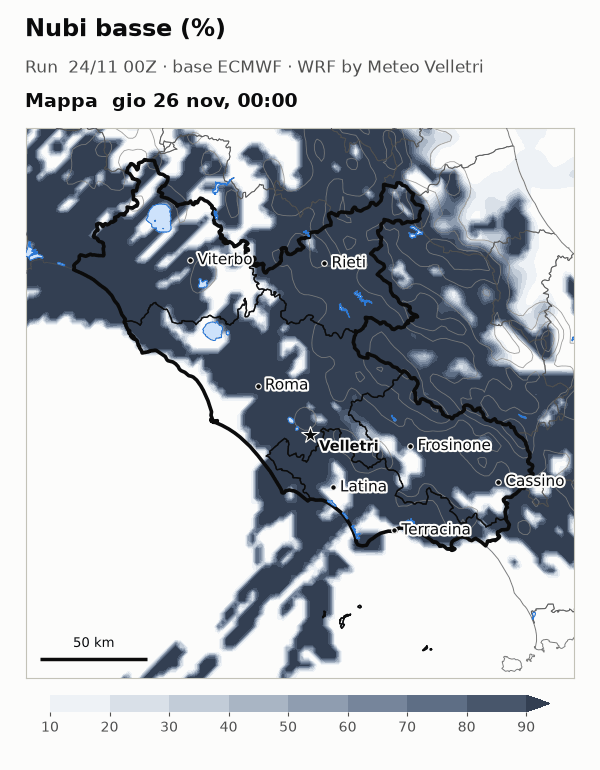 Nubi basse (%)
Run  24/11 00Z · base ECMWF · WRF by Meteo Velletri
Mappa  gio 26 nov, 00:00
Viterbo
Rieti
Roma
Velletri
Frosinone
Latina
Cassino
Terracina
50 km
10 20 30 40 50 60 70 80 90